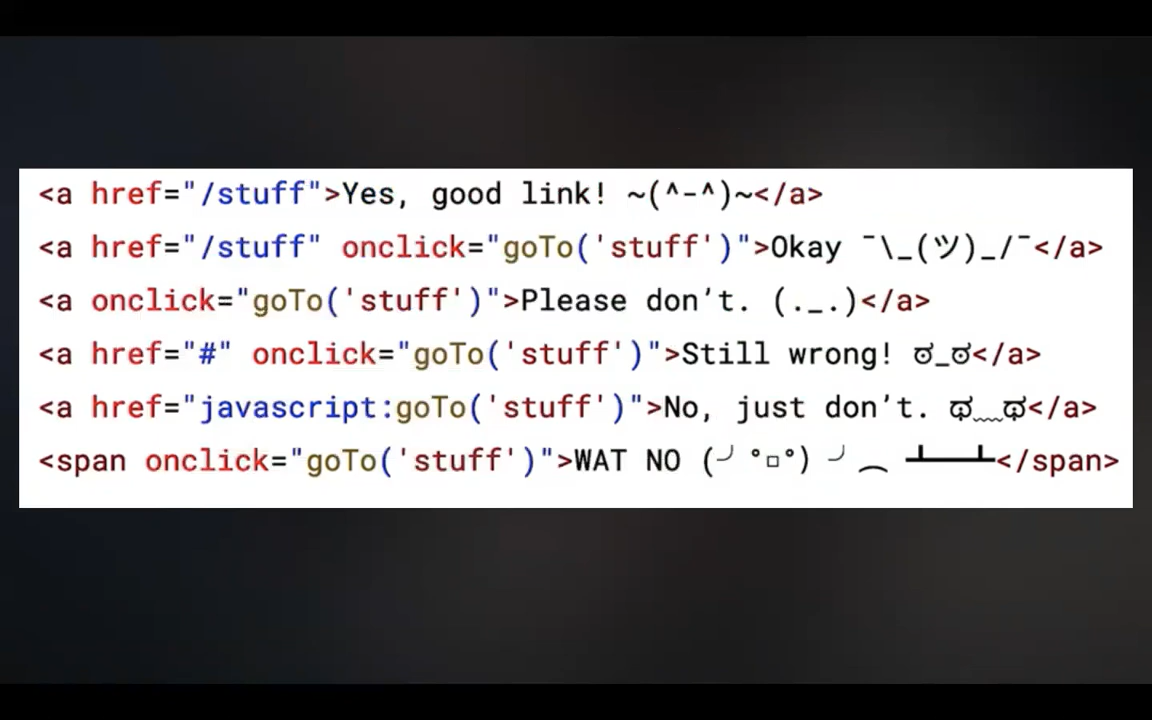 <a href="/stuff">Yes, good link! ~(^-^)~</a>
<a href="/stuff" onclick="goTo('stuff')">Okay ¯\_(ツ)_/¯</a>
<a onclick="goTo('stuff')">Please don’t. (._.)</a>
<a href="#" onclick="goTo('stuff')">Still wrong! ಠ_ಠ</a>
<a href="javascript:goTo('stuff')">No, just don’t. ಥ﹏ಥ</a>
<span onclick="goTo('stuff')">WAT NO (╯°□°)╯︵ ┻━┻</span>